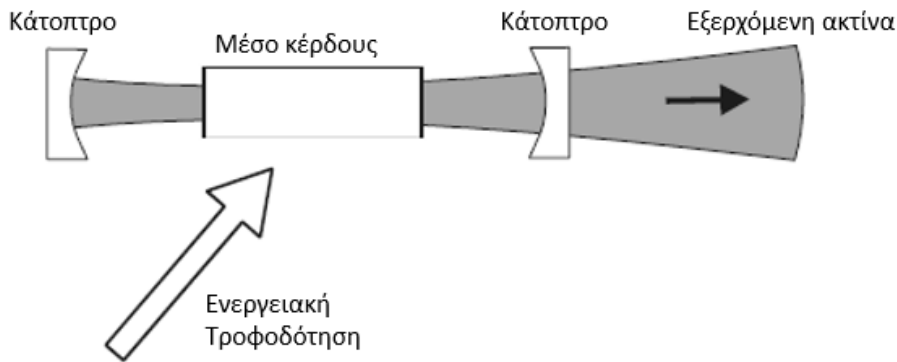 Κάτοπτρο
Μέσο κέρδους
Κάτοπτρο
Εξερχόμενη ακτίνα
Ενεργειακή
Τροφοδότηση